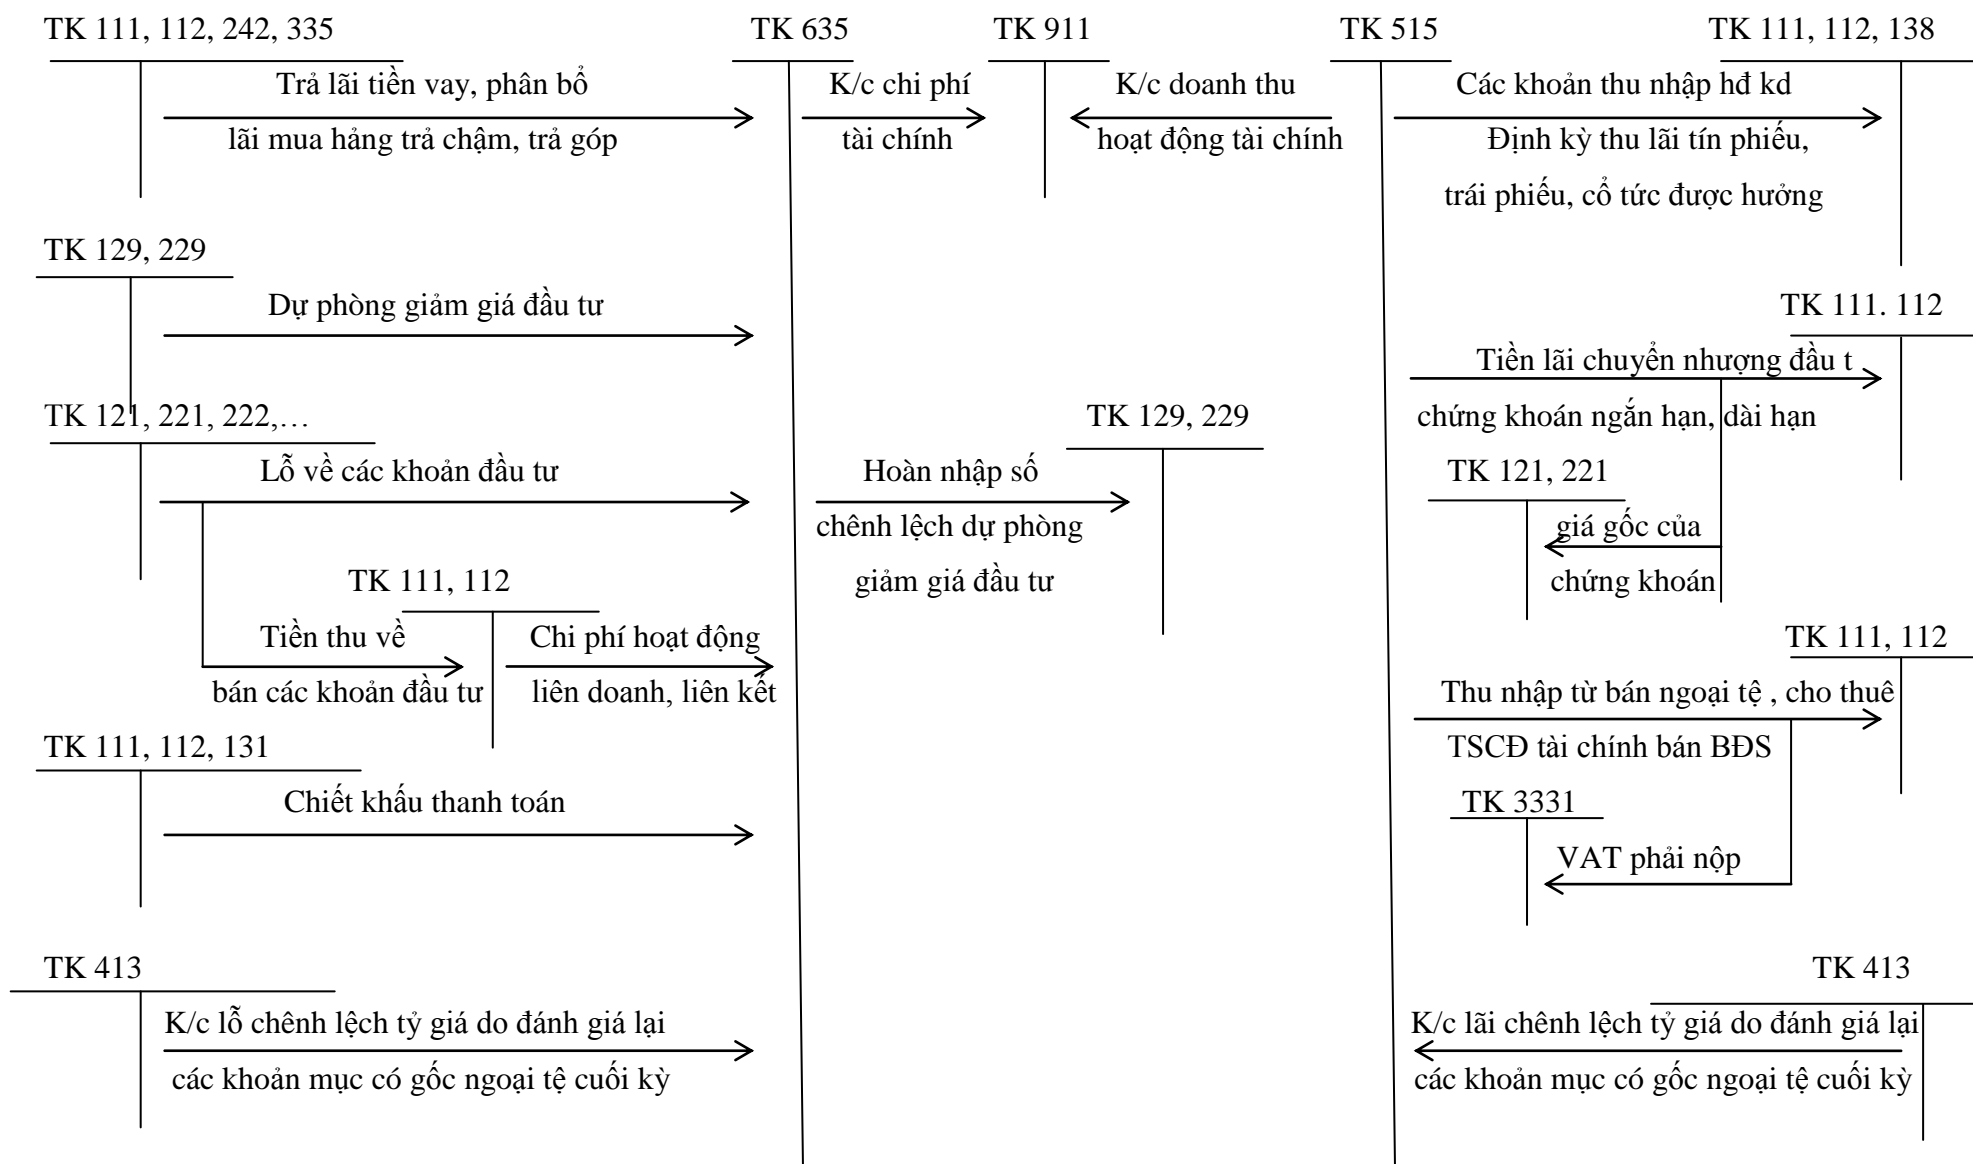 TK 111, 112, 242, 335
TK 635
TK 911
TK 515
TK 111, 112, 138
Trả lãi tiền vay, phân bổ
lãi mua hảng trả chậm, trả góp
K/c chi phí
tài chính
K/c doanh thu
hoạt động tài chính
Các khoản thu nhập hđ kd
Định kỳ thu lãi tín phiếu,
trái phiếu, cổ tức được hưởng
TK 129, 229
Dự phòng giảm giá đầu tư
TK 111. 112
Tiền lãi chuyển nhượng đầu t
chứng khoán ngắn hạn, dài hạn
TK 121, 221, 222,…
Lỗ về các khoản đầu tư
TK 129, 229
Hoàn nhập số
chênh lệch dự phòng
giảm giá đầu tư
TK 121, 221
giá gốc của
chứng khoán
TK 111, 112
Tiền thu về
bán các khoản đầu tư
Chi phí hoạt động
liên doanh, liên kết
TK 111, 112
Thu nhập từ bán ngoại tệ , cho thuê
TSCĐ tài chính bán BĐS
TK 111, 112, 131
Chiết khấu thanh toán
TK 3331
VAT phải nộp
TK 413
K/c lỗ chênh lệch tỷ giá do đánh giá lại
các khoản mục có gốc ngoại tệ cuối kỳ
TK 413
K/c lãi chênh lệch tỷ giá do đánh giá lại
các khoản mục có gốc ngoại tệ cuối kỳ